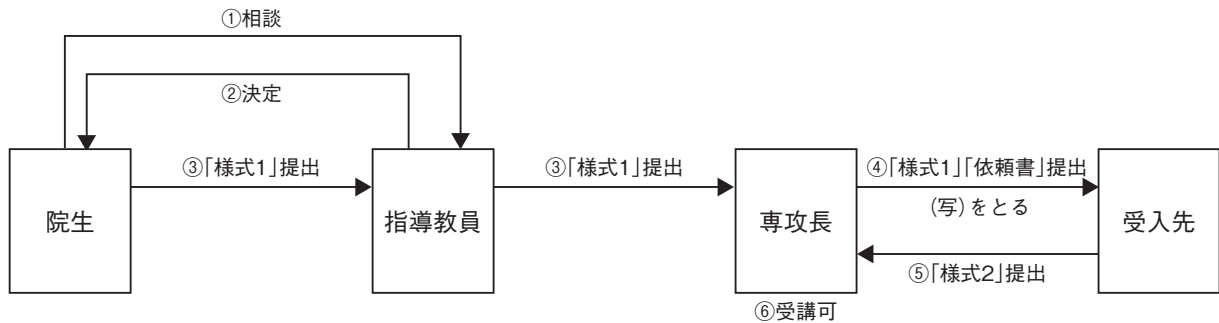 ①相談
②決定
③「様式1」提出
③「様式1」提出
④「様式1」「依頼書」提出
(写)をとる
院生
指導教員
専攻長
受入先
⑤「様式2」提出
⑥受講可